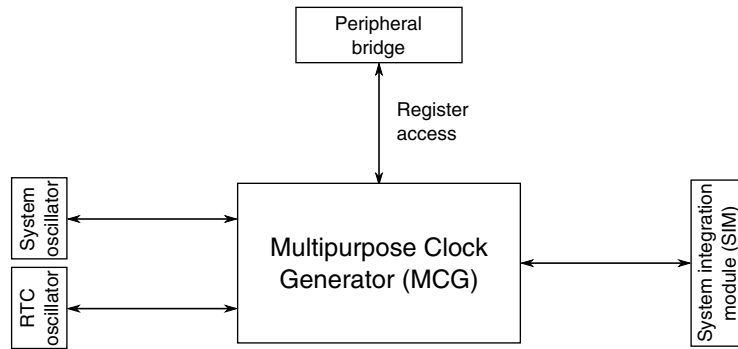 Peripheral
bridge
Register
access
System
oscillator
RTC
oscillator
Multipurpose Clock
Generator (MCG)
System integration
module (SIM)